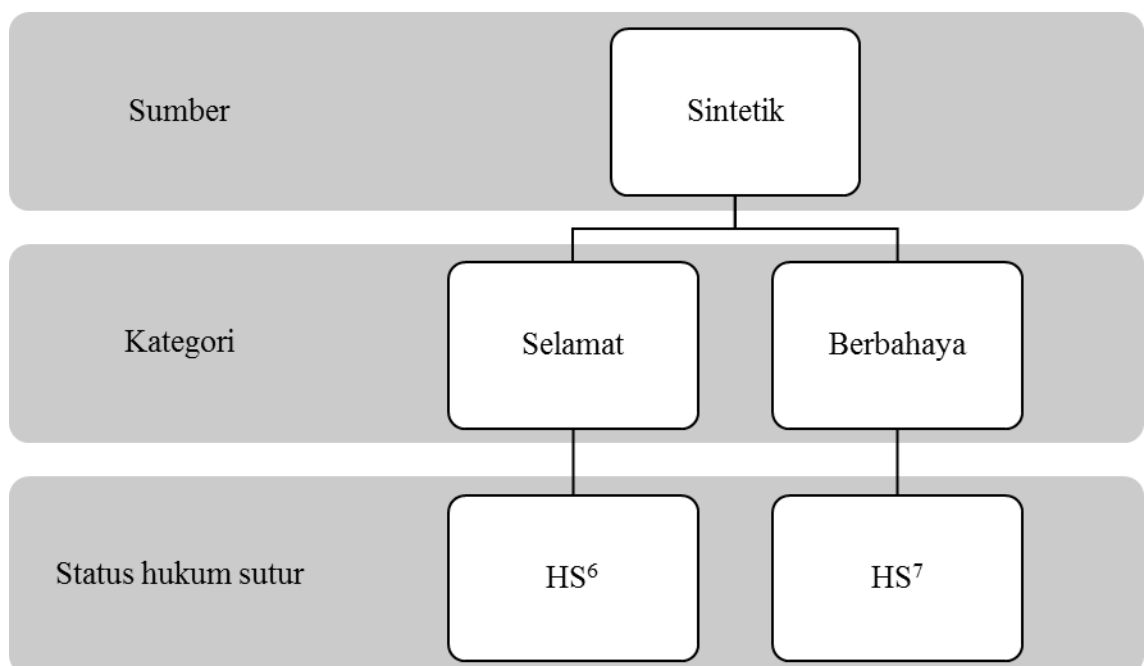 Sumber
Sintetik
Kategori
Selamat
Berbahaya
Status hukum sutur
HS⁶
HS⁷